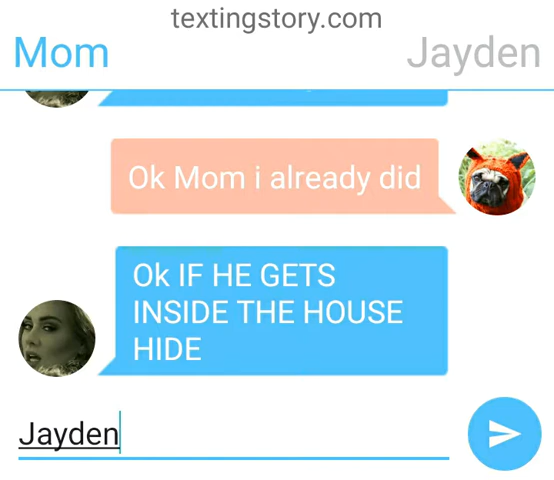 textingstory.com
Mom Jayden
Ok Mom i already did
Ok IF HE GETS
INSIDE THE HOUSE
HIDE
Jayden